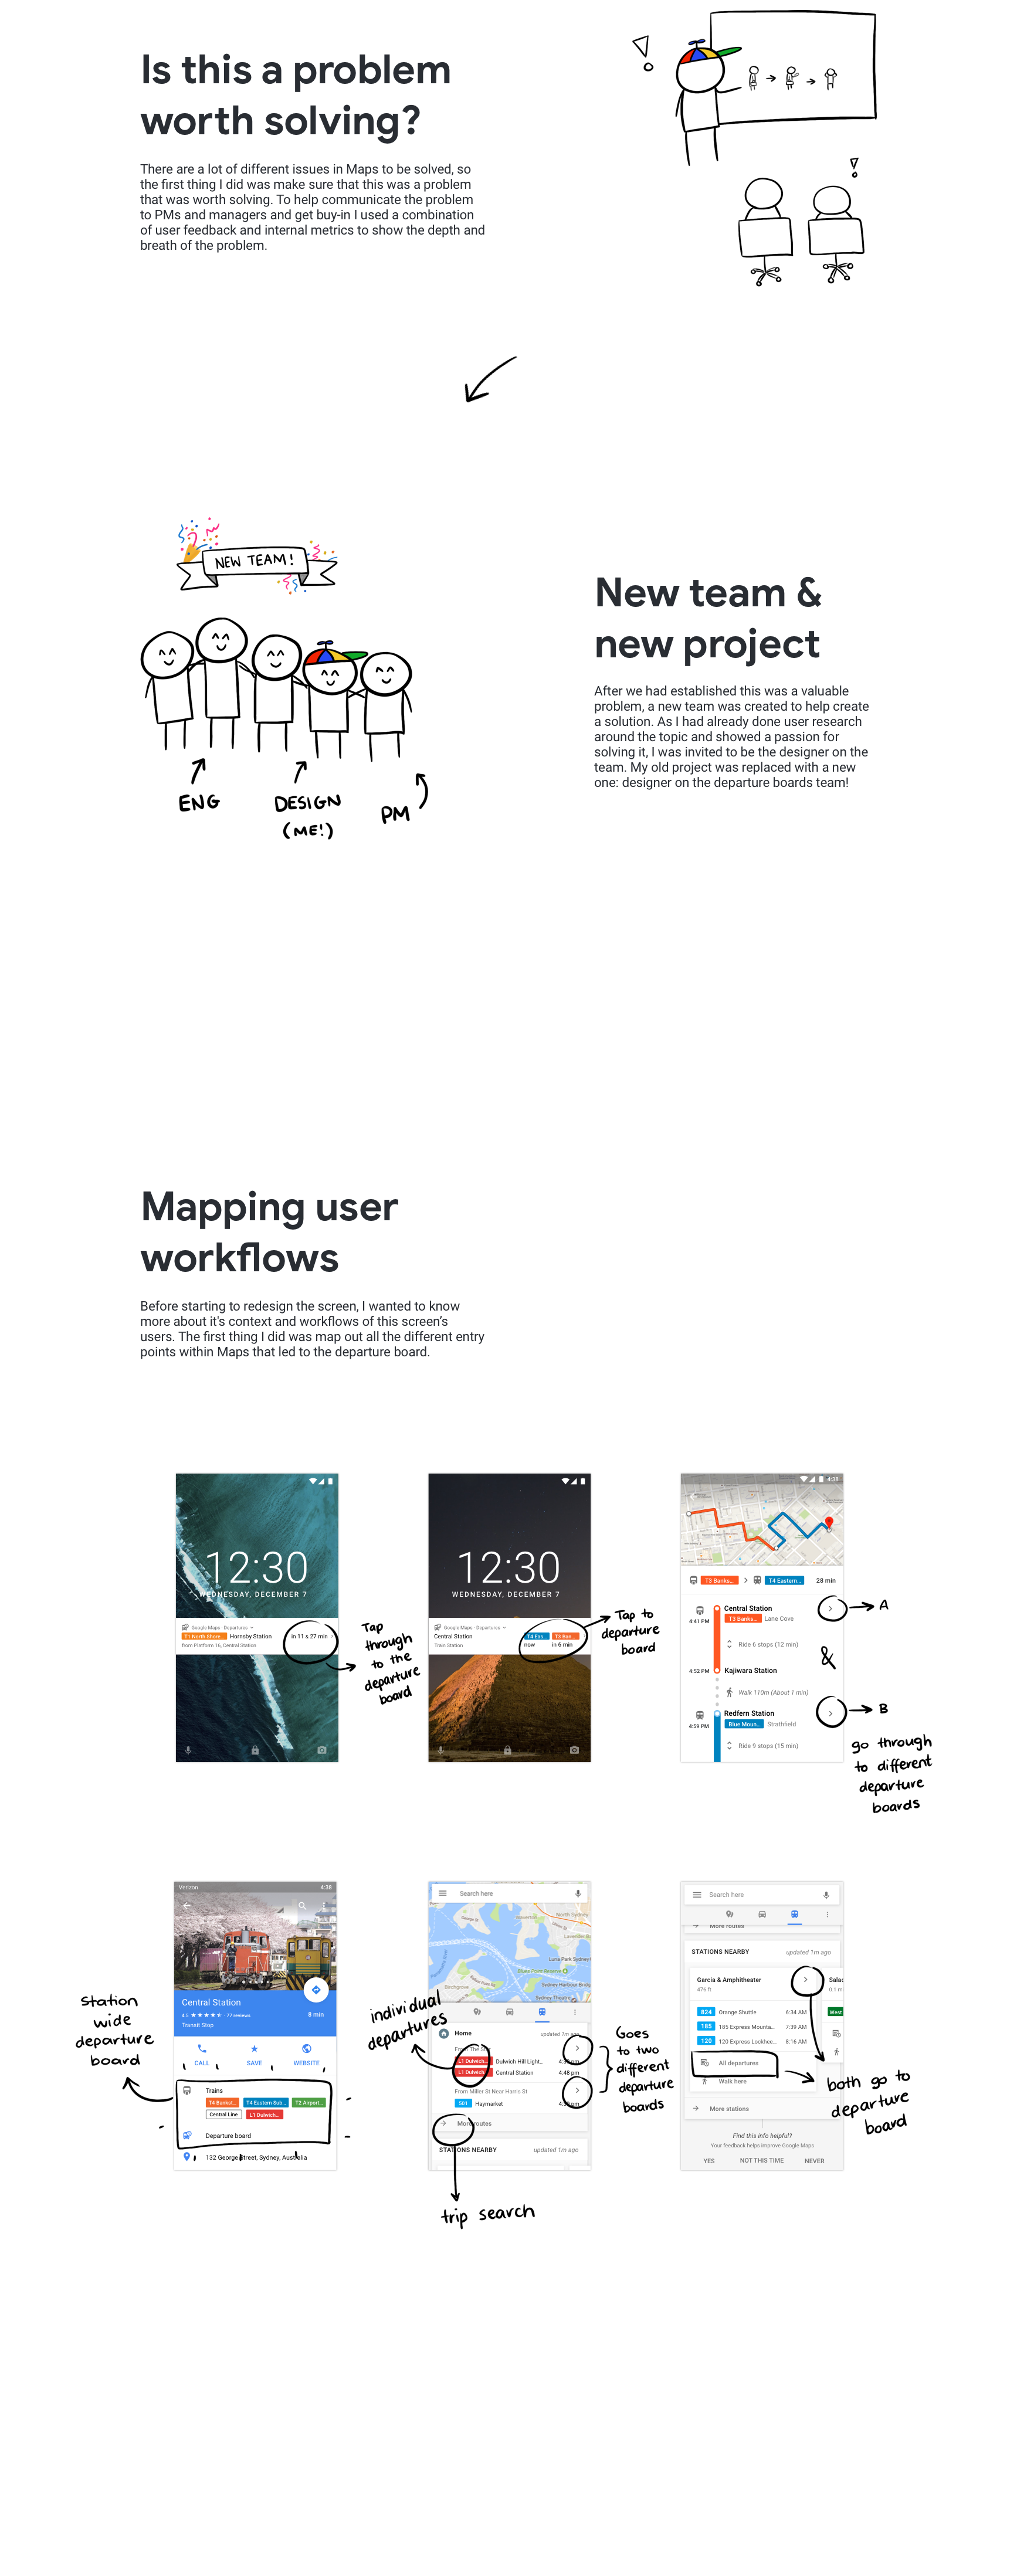 Is this a problem
worth solving?
There are a lot of different issues in Maps to be solved, so
the first thing I did was make sure that this was a problem
that was worth solving. To help communicate the problem
to PMs and managers and get buy-in I used a combination
of user feedback and internal metrics to show the depth and
breath of the problem.
NEW TEAM!
ENG
DESIGN
(ME!)
PM
New team &
new project
After we had established this was a valuable
problem, a new team was created to help create
a solution. As I had already done user research
around the topic and showed a passion for
solving it, I was invited to be the designer on the
team. My old project was replaced with a new
one: designer on the departure boards team!
Mapping user
workflows
Before starting to redesign the screen, I wanted to know
more about it's context and workflows of this screen's
users. The first thing I did was map out all the different entry
points within Maps that led to the departure board.
12:30
WEDNESDAY, DECEMBER 7
Google Maps · Departures
T1 North Shore... Hornsby Station in 11 & 27 min
from Platform 16, Central Station
Tap
through
to the
departure
board
12:30
WEDNESDAY, DECEMBER 7
Google Maps · Departures
Central Station T4 Eas... T3 Ban...
Train Station now in 6 min
Tap to
departure
board
4:38
T3 Banks... T4 Eastern... 28 min
Central Station
4:41 PM T3 Banks... Lane Cove
Ride 6 stops (12 min)
4:52 PM Kajiwara Station
Walk 110m (About 1 min)
Redfern Station
4:59 PM Blue Moun... Strathfield
Ride 9 stops (15 min)
A
&
B
go through
to different
departure
boards
Verizon 4:38
Central Station
4.5 77 reviews 8 min
Transit Stop
CALL SAVE WEBSITE
Trains
T4 Bankst... T4 Eastern Sub... T2 Airport...
Central Line L1 Dulwich...
Departure board
132 George Street, Sydney, Australia
Station
wide
departure
board
Search here
North Sydney
Luna Park Sydney
Blues Point Reserve
Birchgrove
Sydney Harbour Bridge
Sydney Theatre
Home updated 1m ago
L1 Dulwich... Dulwich Hill Light...
L1 Dulwich... Central Station 4:48 pm
From Miller St Near Harris St
501 Haymarket
More routes
STATIONS NEARBY updated 1m ago
individual
departures
Goes
to two
different
departure
boards
trip search
Search here
More routes
STATIONS NEARBY updated 1m ago
Garcia & Amphitheater
476 ft 0.1 m
824 Orange Shuttle 6:34 AM
185 185 Express Mounta... 7:39 AM
120 120 Express Lockhee... 8:16 AM
West
All departures
Walk here
More stations
Find this info helpful?
Your feedback helps improve Google Maps
YES NOT THIS TIME NEVER
both go to
departure
board